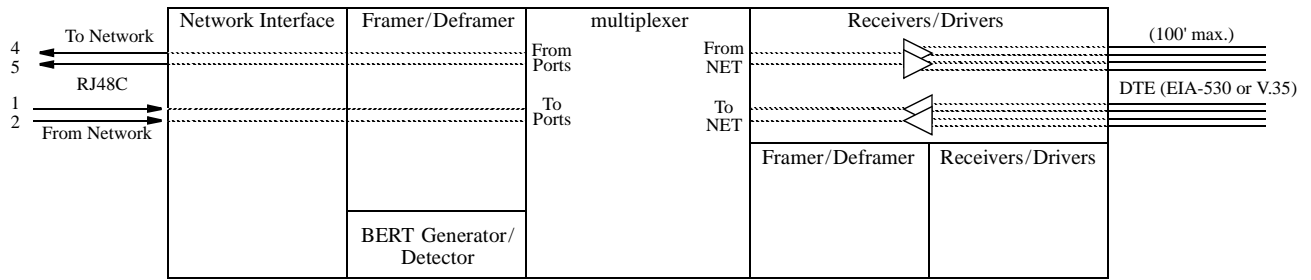 Network Interface
Framer/Deframer
multiplexer
Receivers/Drivers
To Network
4
5
RJ48C
1
2
From Network
From
Ports
To
Ports
From
NET
To
NET
(100' max.)
DTE (EIA-530 or V.35)
Framer/Deframer
Receivers/Drivers
BERT Generator/
Detector